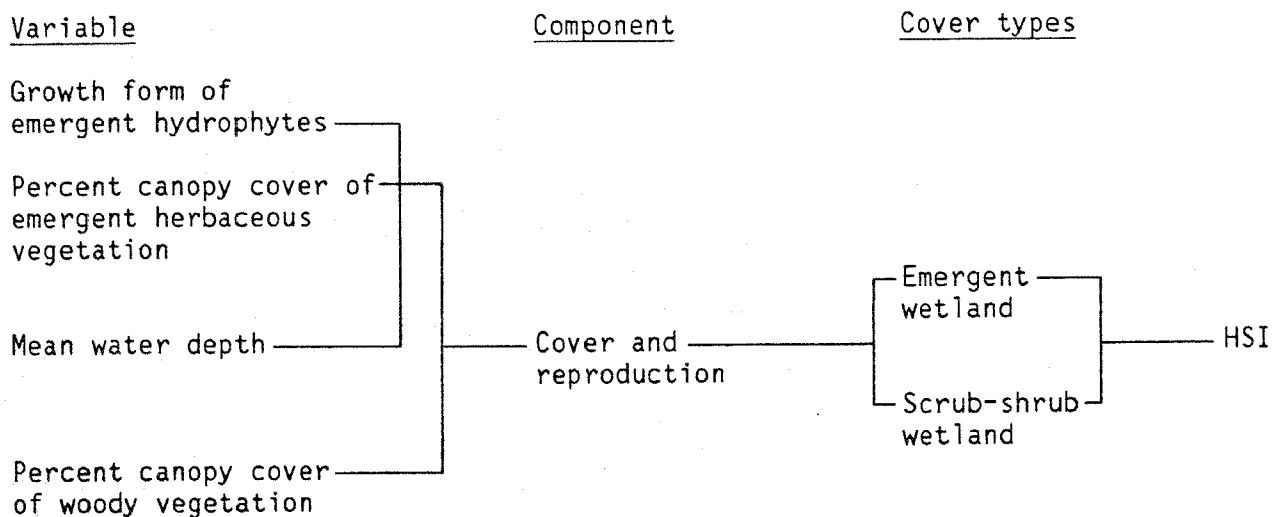 Variable
Component
Cover types
Growth form of
emergent hydrophytes
Percent canopy cover of
emergent herbaceous
vegetation
Mean water depth
Percent canopy cover
of woody vegetation
Cover and
reproduction
Emergent
wetland
Scrub-shrub
wetland
HSI